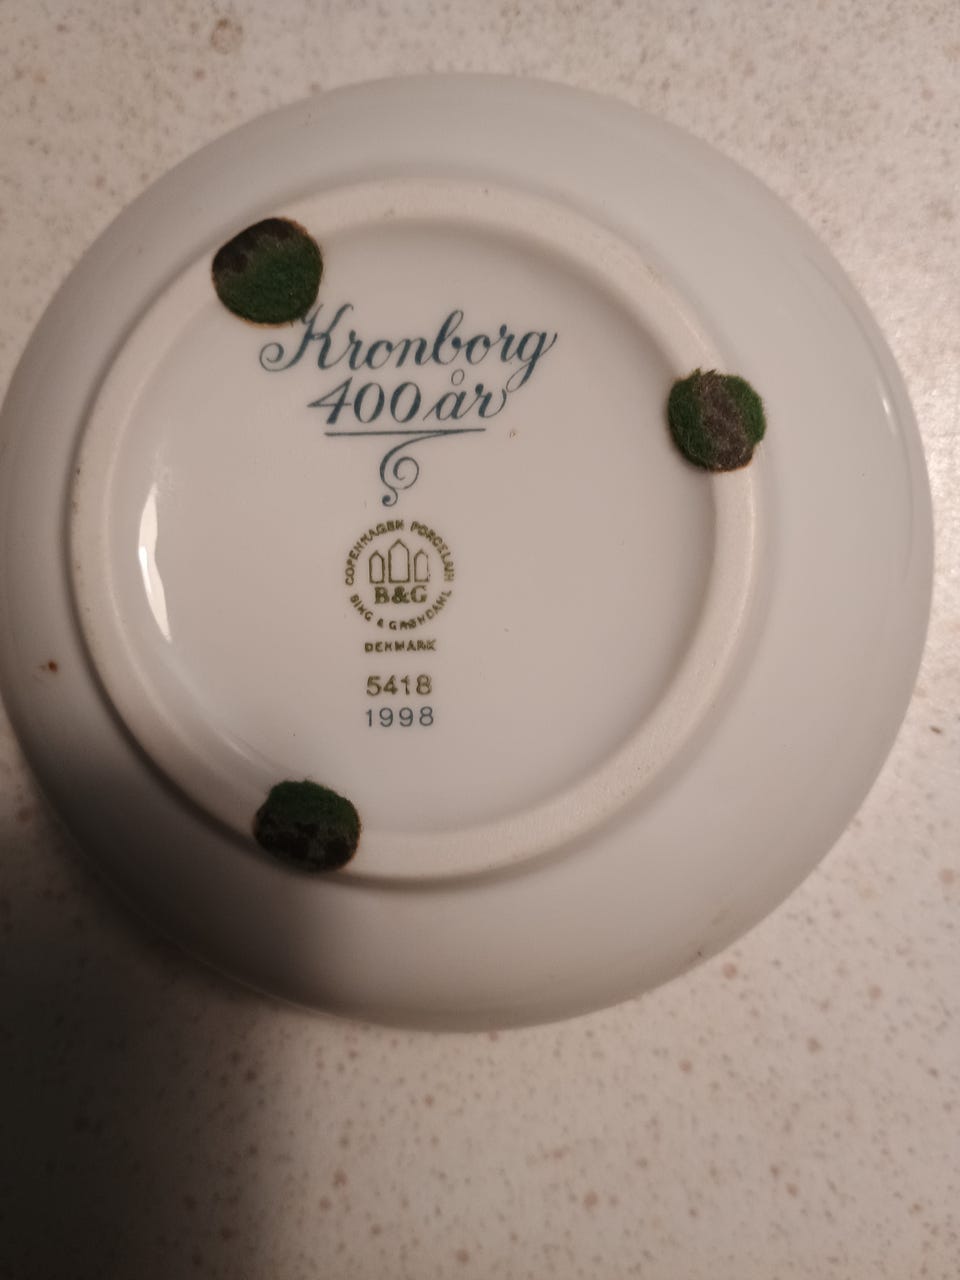 Kronborg
400 år
COPENHAGEN PORCELAIN
B&G
BING & GRØNDAHL
DENMARK
5418
1998